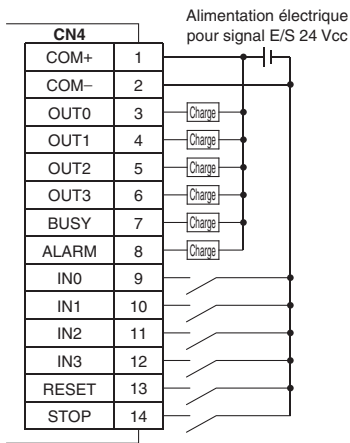 Alimentation électrique
pour signal E/S 24 Vcc
CN4
COM+ 1
COM− 2
OUT0 3 Charge
OUT1 4 Charge
OUT2 5 Charge
OUT3 6 Charge
BUSY 7 Charge
ALARM 8 Charge
IN0 9
IN1 10
IN2 11
IN3 12
RESET 13
STOP 14